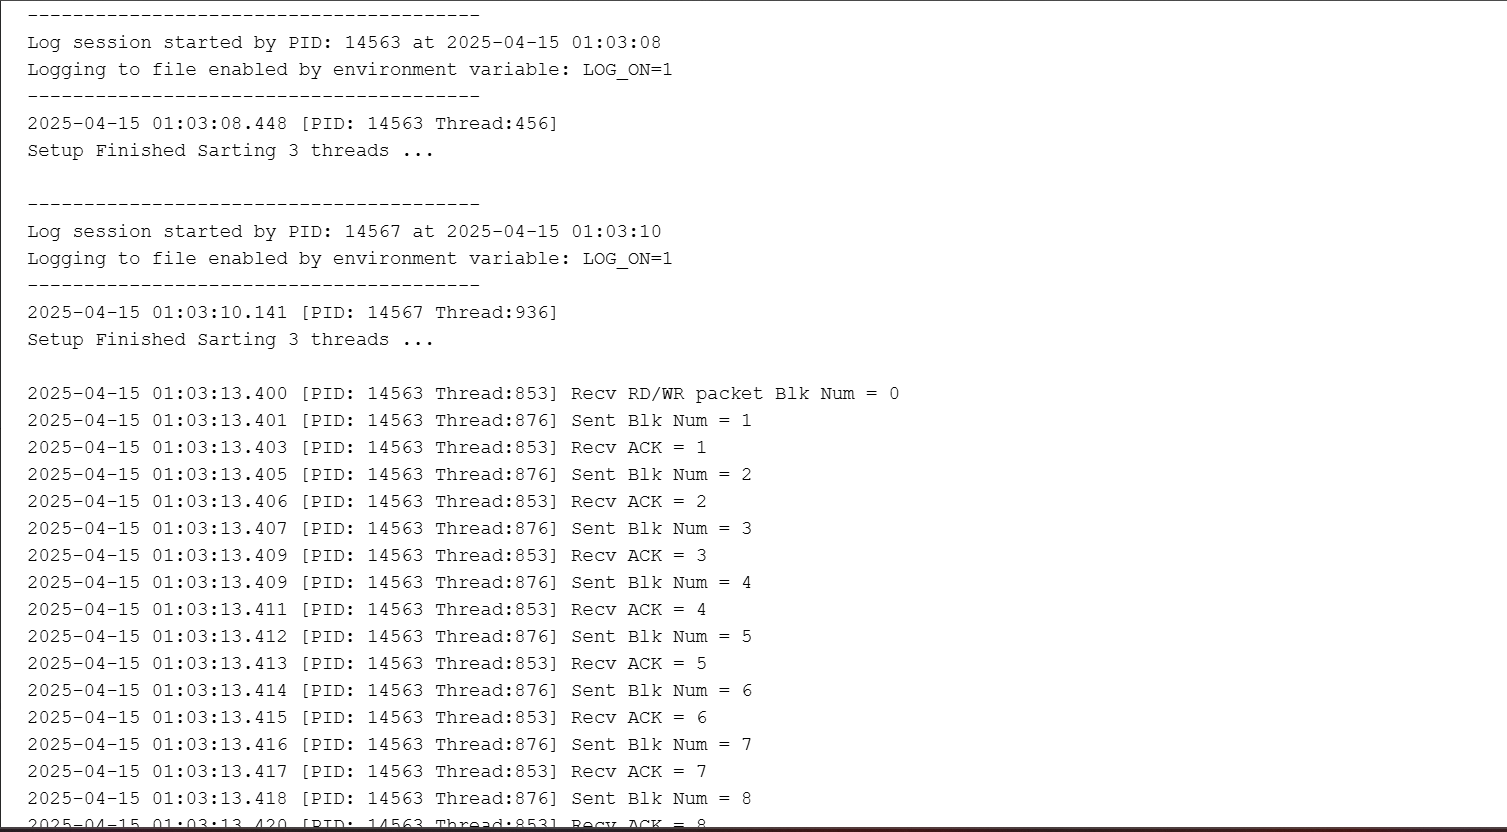 ----------------------------------------
Log session started by PID: 14563 at 2025-04-15 01:03:08
Logging to file enabled by environment variable: LOG_ON=1
----------------------------------------
2025-04-15 01:03:08.448 [PID: 14563 Thread:456]
Setup Finished Sarting 3 threads ...
----------------------------------------
Log session started by PID: 14567 at 2025-04-15 01:03:10
Logging to file enabled by environment variable: LOG_ON=1
----------------------------------------
2025-04-15 01:03:10.141 [PID: 14567 Thread:936]
Setup Finished Sarting 3 threads ...
2025-04-15 01:03:13.400 [PID: 14563 Thread:853] Recv RD/WR packet Blk Num = 0
2025-04-15 01:03:13.401 [PID: 14563 Thread:876] Sent Blk Num = 1
2025-04-15 01:03:13.403 [PID: 14563 Thread:853] Recv ACK = 1
2025-04-15 01:03:13.405 [PID: 14563 Thread:876] Sent Blk Num = 2
2025-04-15 01:03:13.406 [PID: 14563 Thread:853] Recv ACK = 2
2025-04-15 01:03:13.407 [PID: 14563 Thread:876] Sent Blk Num = 3
2025-04-15 01:03:13.409 [PID: 14563 Thread:853] Recv ACK = 3
2025-04-15 01:03:13.409 [PID: 14563 Thread:876] Sent Blk Num = 4
2025-04-15 01:03:13.411 [PID: 14563 Thread:853] Recv ACK = 4
2025-04-15 01:03:13.412 [PID: 14563 Thread:876] Sent Blk Num = 5
2025-04-15 01:03:13.413 [PID: 14563 Thread:853] Recv ACK = 5
2025-04-15 01:03:13.414 [PID: 14563 Thread:876] Sent Blk Num = 6
2025-04-15 01:03:13.415 [PID: 14563 Thread:853] Recv ACK = 6
2025-04-15 01:03:13.416 [PID: 14563 Thread:876] Sent Blk Num = 7
2025-04-15 01:03:13.417 [PID: 14563 Thread:853] Recv ACK = 7
2025-04-15 01:03:13.418 [PID: 14563 Thread:876] Sent Blk Num = 8
2025-04-15 01:03:13.420 [PID: 14563 Thread:853] Recv ACK = 8